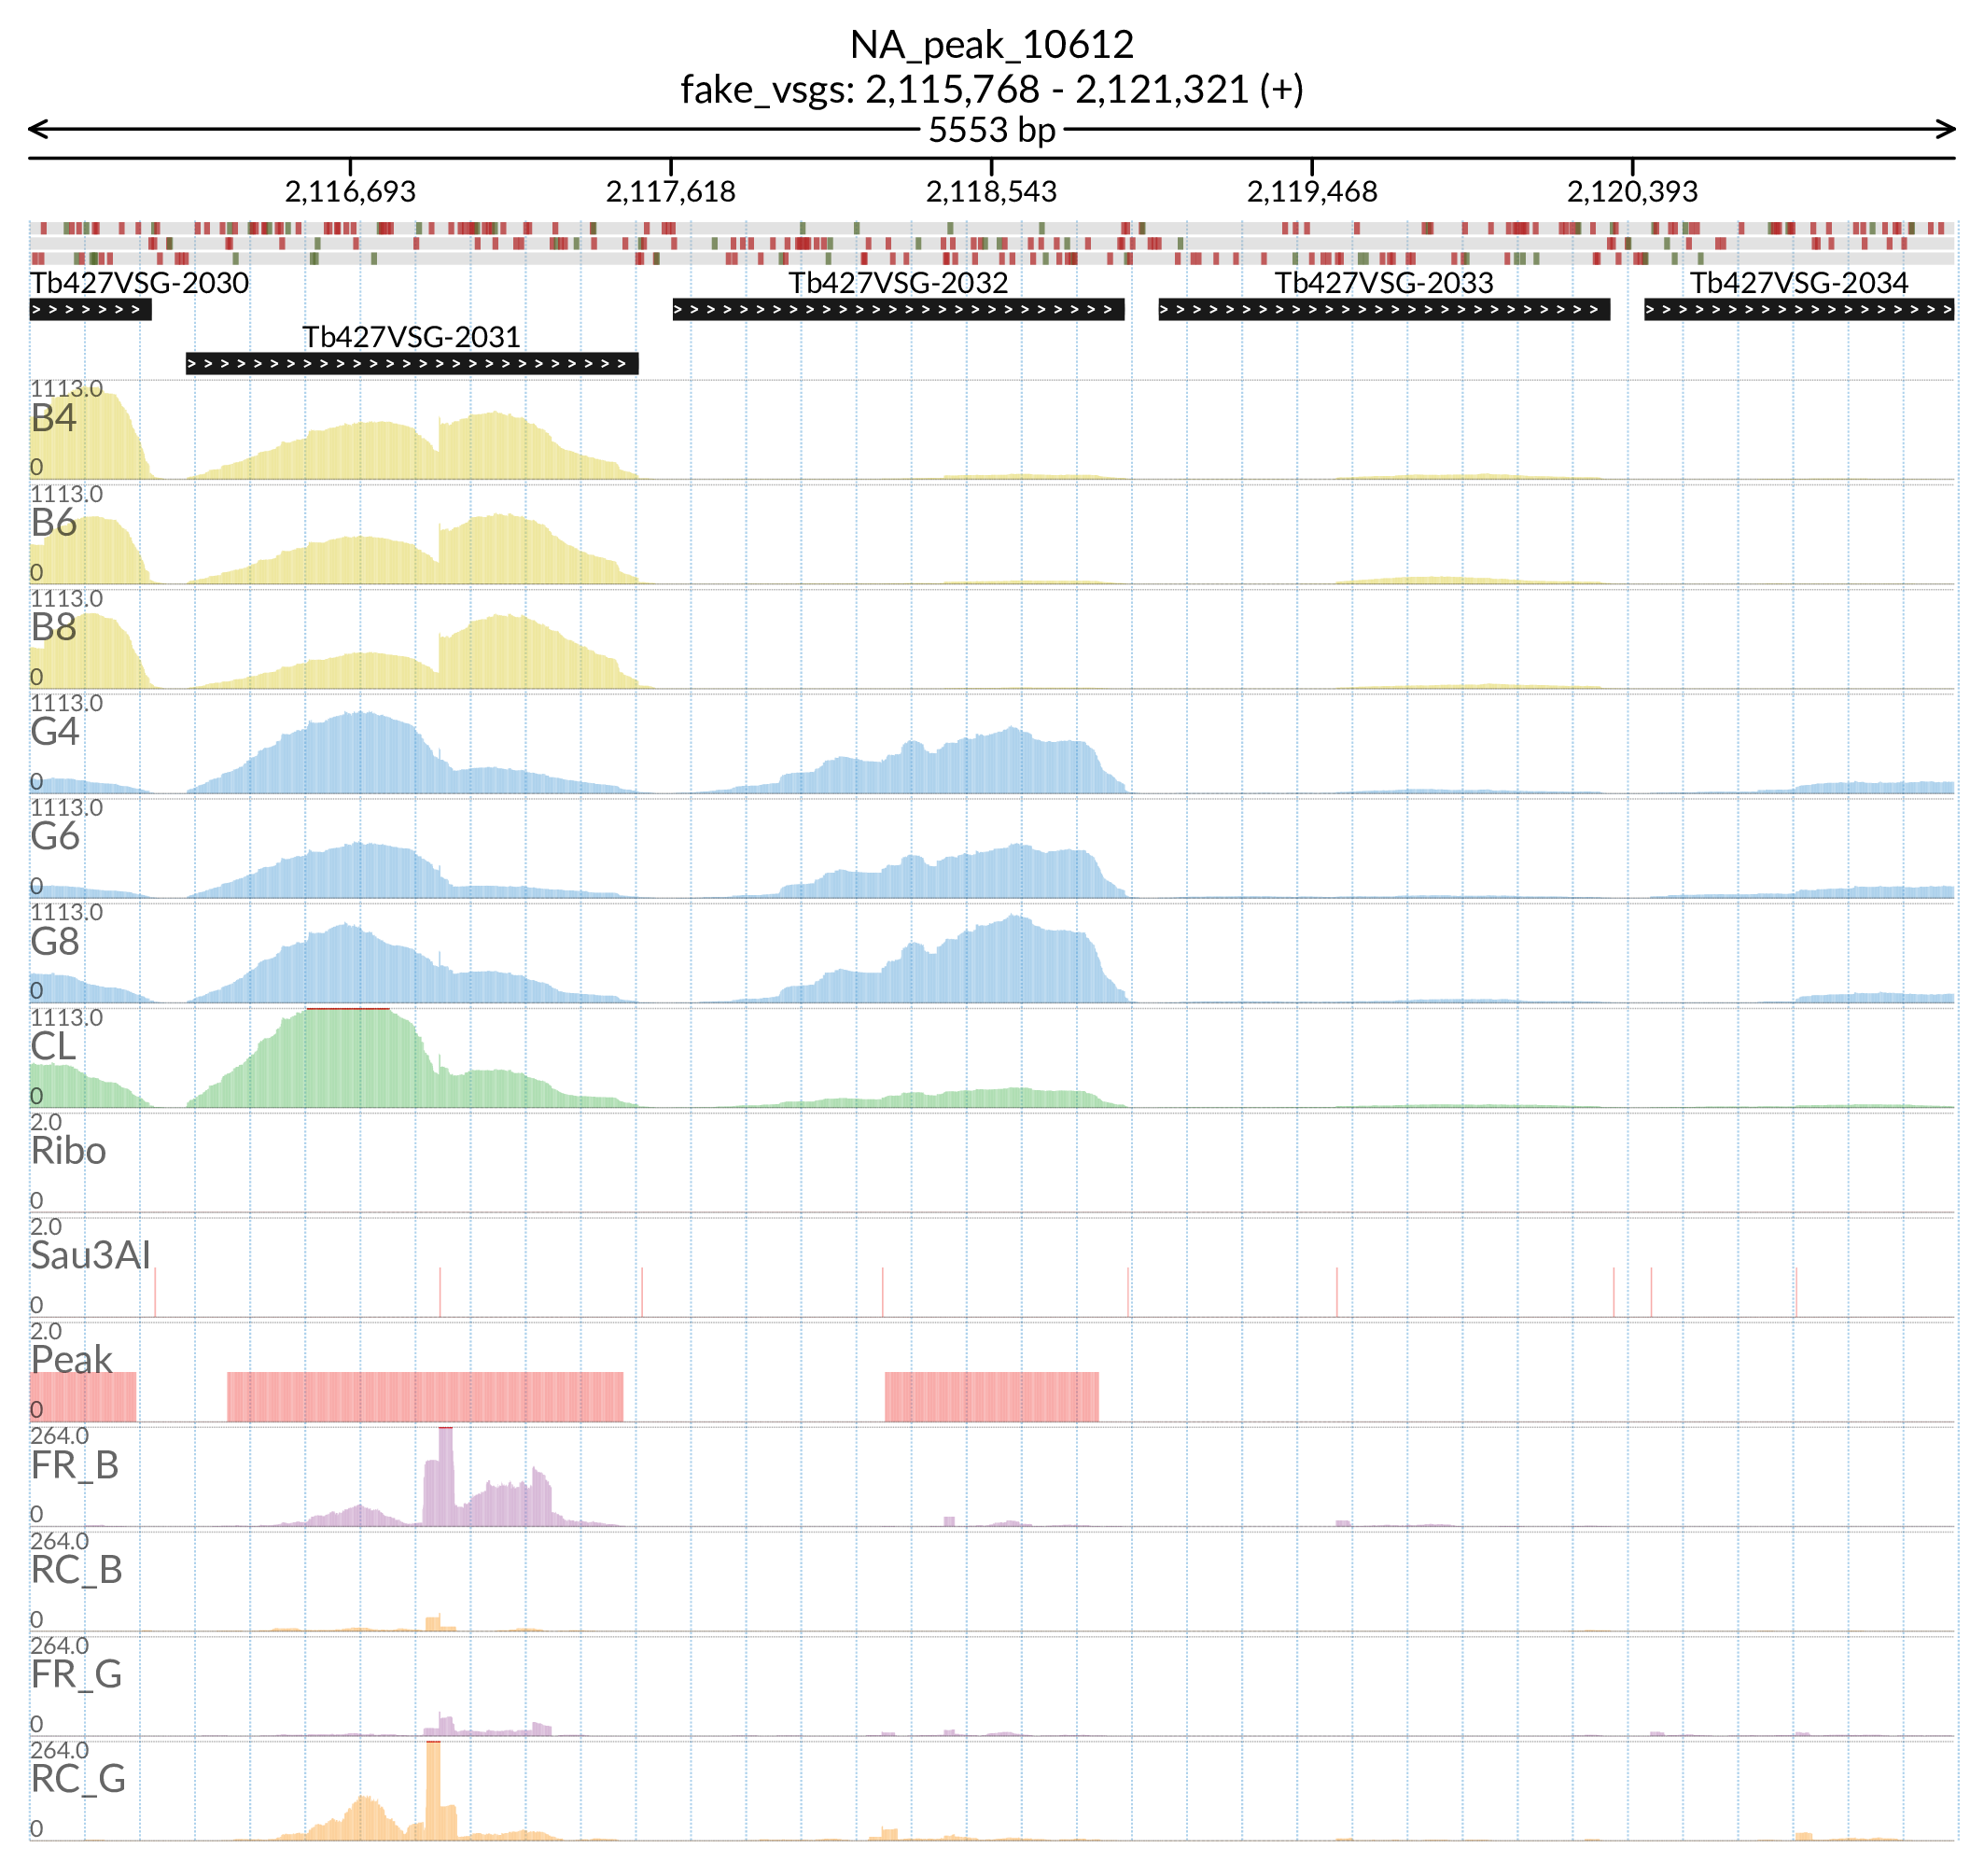 NA_peak_10612
fake_vsgs: 2,115,768 - 2,121,321 (+)
5553 bp
2,116,693 2,117,618 2,118,543 2,119,468 2,120,393
Tb427VSG-2030 Tb427VSG-2032 Tb427VSG-2033 Tb427VSG-2034
Tb427VSG-2031
1113.0
B4
0
1113.0
B6
0
1113.0
B8
0
1113.0
G4
0
1113.0
G6
0
1113.0
G8
0
1113.0
CL
0
2.0
Ribo
0
2.0
Sau3AI
0
2.0
Peak
0
264.0
FR_B
0
264.0
RC_B
0
264.0
FR_G
0
264.0
RC_G
0